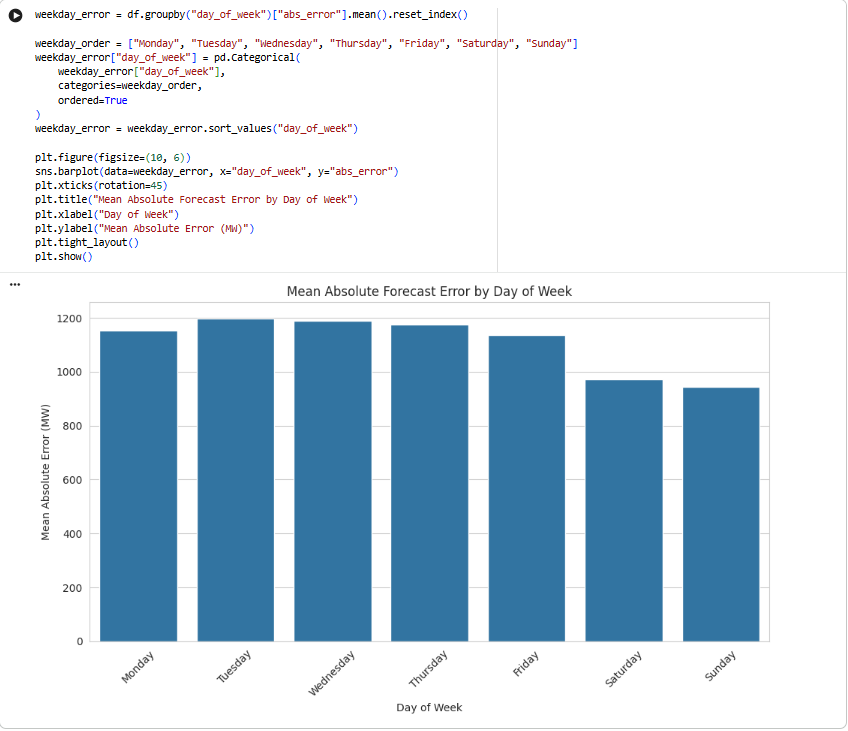 weekday_error = df.groupby("day_of_week")["abs_error"].mean().reset_index()
weekday_order = ["Monday", "Tuesday", "Wednesday", "Thursday", "Friday", "Saturday", "Sunday"]
weekday_error["day_of_week"] = pd.Categorical(
    weekday_error["day_of_week"],
    categories=weekday_order,
    ordered=True
)
weekday_error = weekday_error.sort_values("day_of_week")
plt.figure(figsize=(10, 6))
sns.barplot(data=weekday_error, x="day_of_week", y="abs_error")
plt.xticks(rotation=45)
plt.title("Mean Absolute Forecast Error by Day of Week")
plt.xlabel("Day of Week")
plt.ylabel("Mean Absolute Error (MW)")
plt.tight_layout()
plt.show()
Mean Absolute Forecast Error by Day of Week
Mean Absolute Error (MW)
1200
1000
800
600
400
200
0
Monday
Tuesday
Wednesday
Thursday
Friday
Saturday
Sunday
Day of Week